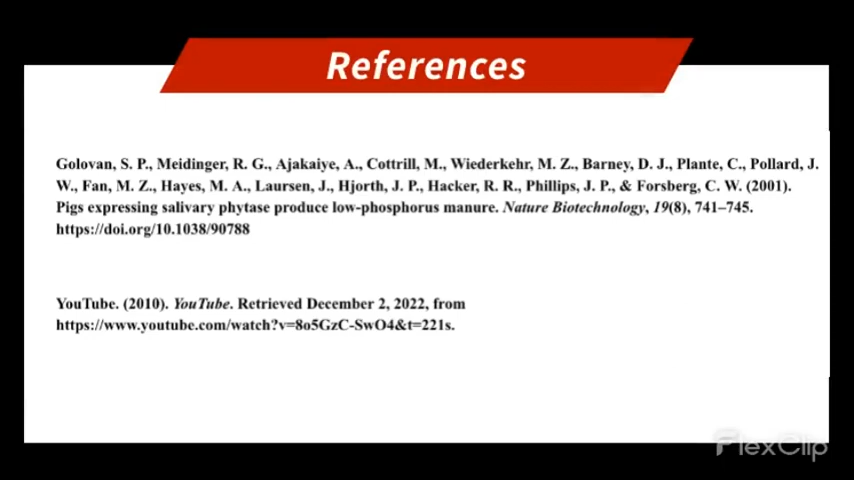 References
Golovan, S. P., Meidinger, R. G., Ajakaiye, A., Cottrill, M., Wiederkehr, M. Z., Barney, D. J., Plante, C., Pollard, J.
W., Fan, M. Z., Hayes, M. A., Laursen, J., Hjorth, J. P., Hacker, R. R., Phillips, J. P., & Forsberg, C. W. (2001).
Pigs expressing salivary phytase produce low-phosphorus manure. Nature Biotechnology, 19(8), 741–745.
https://doi.org/10.1038/90788
YouTube. (2010). YouTube. Retrieved December 2, 2022, from
https://www.youtube.com/watch?v=8o5GzC-SwO4&t=221s.
FlexClip